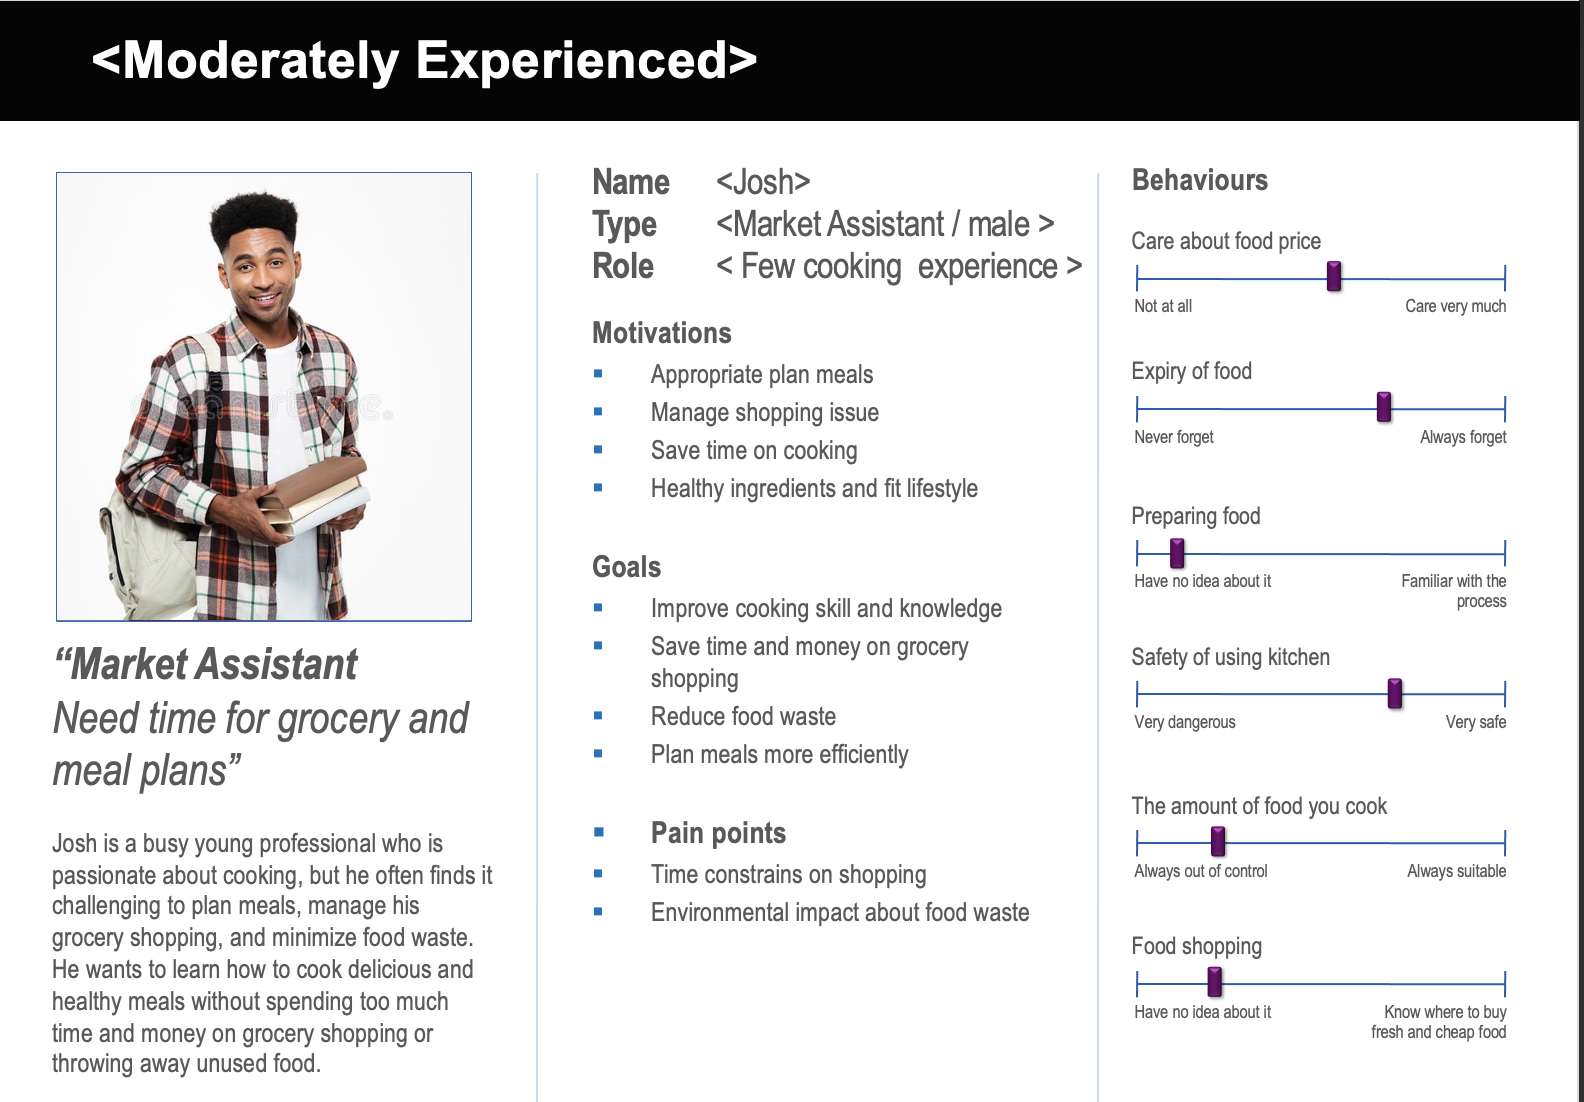 <Moderately Experienced>
“Market Assistant
Need time for grocery and
meal plans”
Josh is a busy young professional who is
passionate about cooking, but he often finds it
challenging to plan meals, manage his
grocery shopping, and minimize food waste.
He wants to learn how to cook delicious and
healthy meals without spending too much
time and money on grocery shopping or
throwing away unused food.
Name <Josh>
Type <Market Assistant / male >
Role < Few cooking  experience >
Motivations
Appropriate plan meals
Manage shopping issue
Save time on cooking
Healthy ingredients and fit lifestyle
Goals
Improve cooking skill and knowledge
Save time and money on grocery
shopping
Reduce food waste
Plan meals more efficiently
Pain points
Time constrains on shopping
Environmental impact about food waste
Behaviours
Care about food price
Not at all Care very much
Expiry of food
Never forget Always forget
Preparing food
Have no idea about it Familiar with the
process
Safety of using kitchen
Very dangerous Very safe
The amount of food you cook
Always out of control Always suitable
Food shopping
Have no idea about it Know where to buy
fresh and cheap food